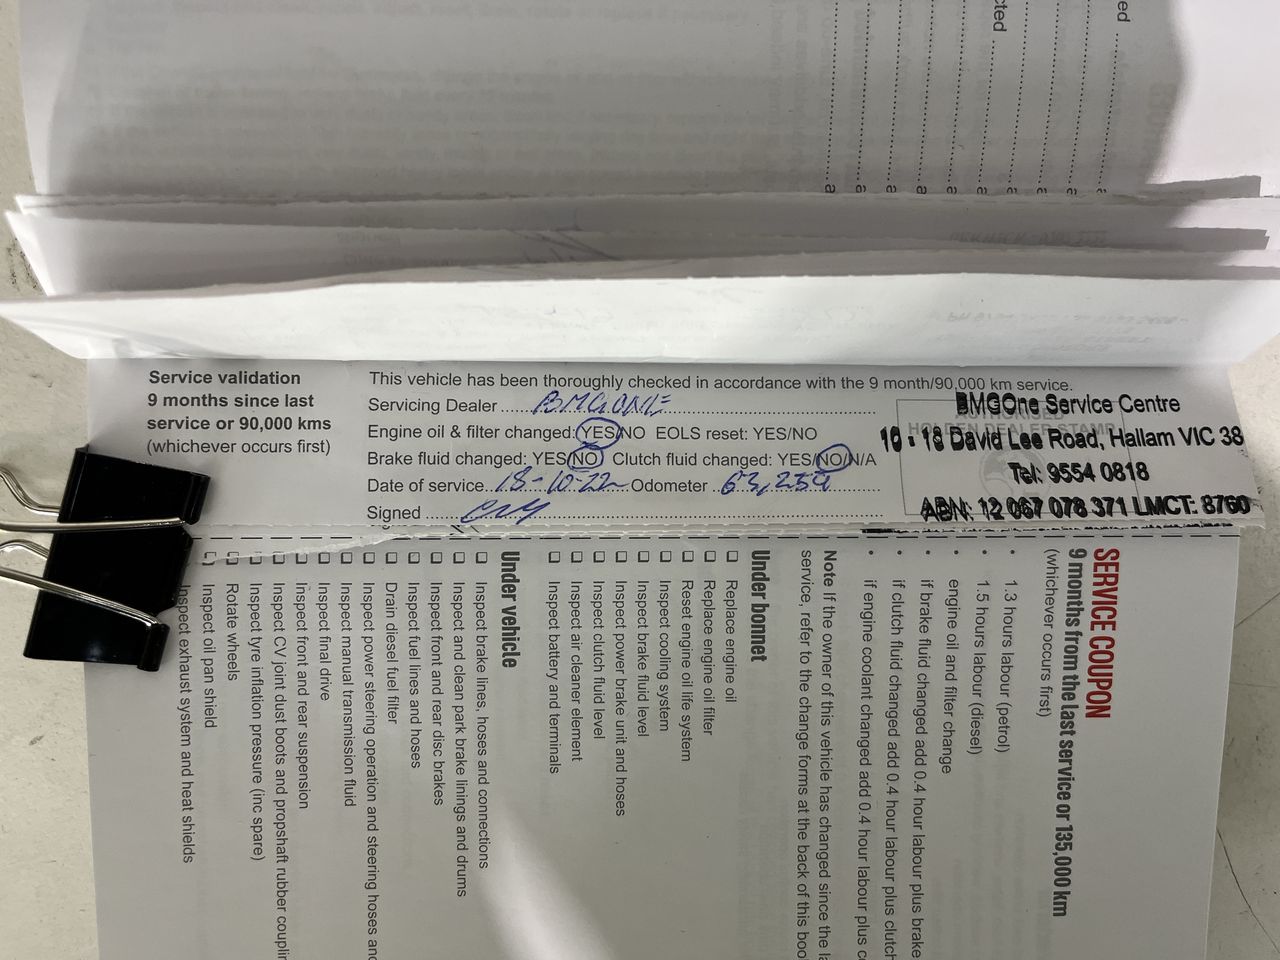 ed
cted
Service validation
9 months since last
service or 90,000 kms
(whichever occurs first)
This vehicle has been thoroughly checked in accordance with the 9 month/90,000 km service.
Servicing Dealer BMGONE
Engine oil & filter changed: YES/NO EOLS reset: YES/NO
Brake fluid changed: YES/NO Clutch fluid changed: YES/NO/N/A
Date of service 18-10-22 Odometer 63,259
Signed
AUTHORISED
HOLDEN DEALER STAMP
BMGOne Service Centre
16 - 18 David Lee Road, Hallam VIC 38
Tel: 9554 0818
ABN: 12 067 078 371 LMCT: 8760
SERVICE COUPON
9 months from the last service or 135,000 km
(whichever occurs first)
• 1.3 hours labour (petrol)
• 1.5 hours labour (diesel)
• engine oil and filter change
• if brake fluid changed add 0.4 hour labour plus brake
• if clutch fluid changed add 0.4 hour labour plus clutch
• if engine coolant changed add 0.4 hour labour plus c
Note If the owner of this vehicle has changed since the la
service, refer to the change forms at the back of this boo
Under bonnet
Replace engine oil
Replace engine oil filter
Reset engine oil life system
Inspect cooling system
Inspect brake fluid level
Inspect power brake unit and hoses
Inspect clutch fluid level
Inspect air cleaner element
Inspect battery and terminals
Under vehicle
Inspect brake lines, hoses and connections
Inspect and clean park brake linings and drums
Inspect front and rear disc brakes
Inspect fuel lines and hoses
Drain diesel fuel filter
Inspect power steering operation and steering hoses and
Inspect manual transmission fluid
Inspect final drive
Inspect front and rear suspension
Inspect CV joint dust boots and propshaft rubber couplin
Inspect tyre inflation pressure (inc spare)
Rotate wheels
Inspect oil pan shield
Inspect exhaust system and heat shields